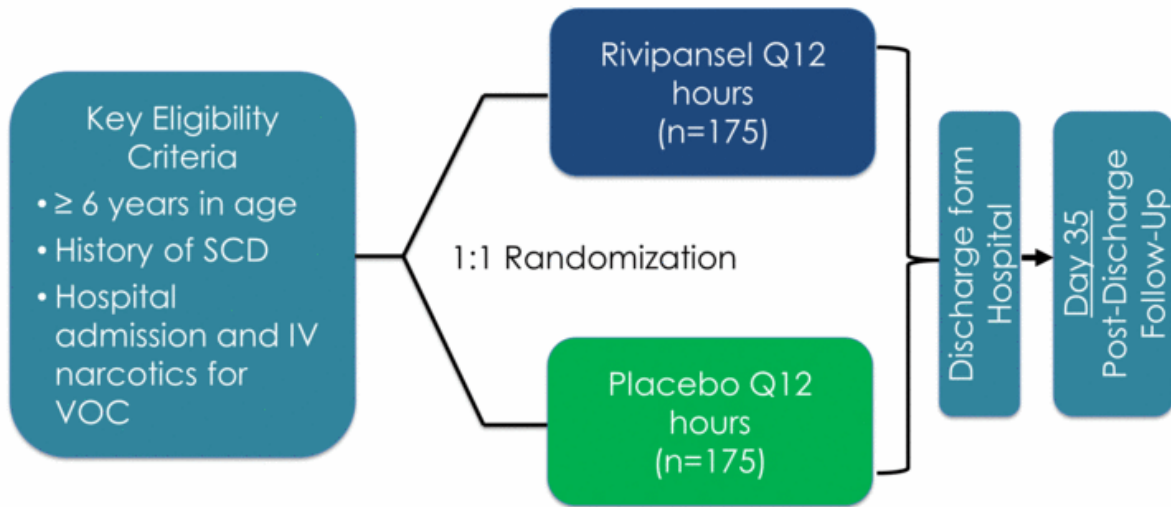 Key Eligibility
Criteria
• ≥ 6 years in age
• History of SCD
• Hospital
admission and IV
narcotics for
VOC
1:1 Randomization
Rivipansel Q12
hours
(n=175)
Placebo Q12
hours
(n=175)
Discharge form
Hospital
Day 35
Post-Discharge
Follow-Up